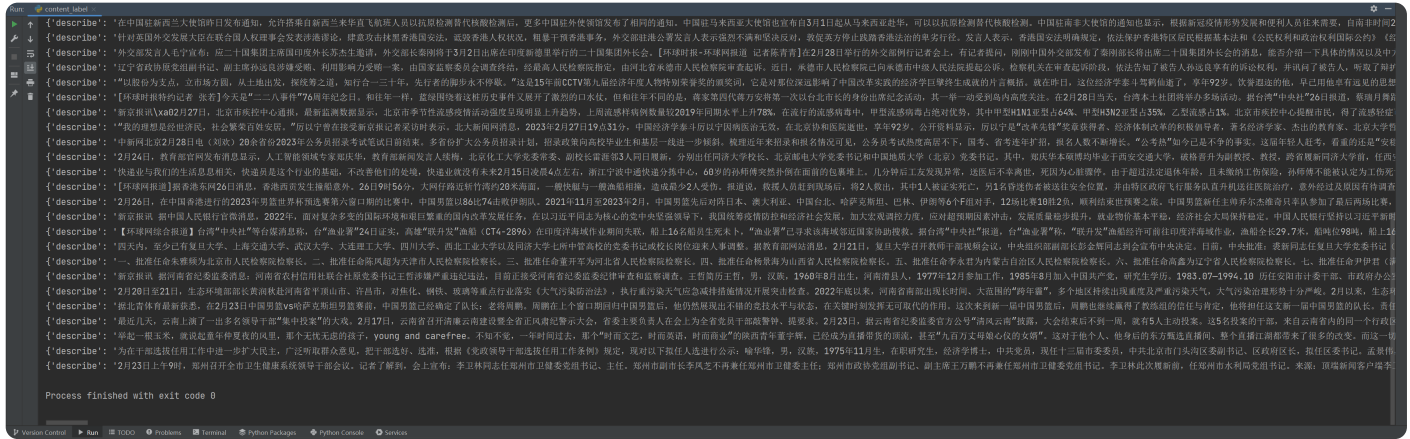 Run: content_label
{'describe': '在中国驻新西兰大使馆昨日发布通知，允许搭乘自新西兰来华直飞航班人员以抗原检测替代核酸检测后，更多中国驻外使领馆发布了相同的通知。中国驻马来西亚大使馆也宣布自3月1日起从马来西亚赴华，可以以抗原检测替代核酸检测。中国驻南非大使馆的通知也显示，根据新冠疫情形势发展和便利人员往来需要，自南非时间2
{'describe': '针对英国外交发展大臣在联合国人权理事会发表涉港谬论，肆意攻击抹黑香港国安法，诋毁香港人权状况，粗暴干预香港事务，外交部驻港公署发言人表示强烈不满和坚决反对，敦促英方停止践踏香港法治的卑劣行径。发言人表示，香港国安法明确规定，依法保护香港特区居民根据基本法和《公民权利和政治权利国际公约》《经
{'describe': '外交部发言人毛宁宣布：应二十国集团主席国印度外长苏杰生邀请，外交部长秦刚将于3月2日出席在印度新德里举行的二十国集团外长会。【环球时报-环球网报道 记者陈青青】在2月28日举行的外交部例行记者会上，有记者提问，刚刚中国外交部发布了秦刚部长将出席二十国集团外长会的消息，能否介绍一下具体的情况以及中方
{'describe': '辽宁省政协原党组副书记、副主席孙远良涉嫌受贿、利用影响力受贿一案，由国家监察委员会调查终结，经最高人民检察院指定，由河北省承德市人民检察院审查起诉。近日，承德市人民检察院已向承德市中级人民法院提起公诉。检察机关在审查起诉阶段，依法告知了被告人孙远良享有的诉讼权利，并讯问了被告人，听取了辩护
{'describe': '“以股份为支点，立市场方圆，从土地出发，探统筹之道，知行合一三十年，先行者的脚步永不停歇。”这是15年前CCTV第九届经济年度人物特别荣誉奖的颁奖词，它是对那位深远影响了中国改革实践的经济学巨擘终生成就的片言概括。就在昨日，这位经济学泰斗驾鹤仙逝了，享年92岁。饮誉遐迩的他，早已用他卓有远见的思想
{'describe': '[环球时报特约记者 张若]今天是“二二八事件”76周年纪念日。和往年一样，蓝绿围绕着这桩历史事件又展开了激烈的口水仗，但和往年不同的是，蒋家第四代蒋万安将第一次以台北市长的身份出席纪念活动，其一举一动受到岛内高度关注。在2月28日当天，台湾本土社团将举办多场活动。据台湾“中央社”26日报道，蔡瑞月舞蹈
{'describe': '新京报讯\xa02月27日，北京市疾控中心通报，最新监测数据显示，北京市季节性流感疫情活动强度呈现明显上升趋势，上周流感样病例数量较2019年同期水平上升78%，在流行的流感病毒中，甲型流感病毒占绝对优势，其中甲型H1N1亚型占64%、甲型H3N2亚型占35%，乙型流感占1%，北京市疾控中心提醒市民，得了流感轻症
{'describe': '“我的理想是经世济民，社会繁荣百姓安居。”厉以宁曾在接受新京报记者采访时表示。北大新闻网消息，2023年2月27日19点31分，中国经济学泰斗厉以宁因病医治无效，在北京协和医院逝世，享年92岁。公开资料显示，厉以宁是“改革先锋”奖章获得者、经济体制改革的积极倡导者，著名经济学家、杰出的教育家、北京大学哲
{'describe': '中新网北京2月28日电（刘欢）20余省份2023年公务员招录考试笔试日前结束。多省份扩大公务员招录计划，招录政策向高校毕业生和基层一线进一步倾斜。梳理近年来招录和报名情况可见，公务员考试热度高居不下，国考、省考连年扩招，报名人数不断增长。“公考热”如今已是不争的事实。这届年轻人赴考，看重的还是“安稳
{'describe': '2月24日，教育部官网发布消息显示，人工智能领域专家郑庆华，教育部新闻发言人续梅，北京化工大学党委常委、副校长雷涯邻3人同日履新，分别出任同济大学校长、北京邮电大学党委书记和中国地质大学（北京）党委书记。其中，郑庆华本硕博均毕业于西安交通大学，破格晋升为副教授、教授，跨省履新同济大学前，任西安
{'describe': '快递业与我们的生活息息相关，快递员是这个行业的基础，不改善他们的处境，快递业就没有未来2月15日凌晨4点左右，浙江宁波中通快递分拣中心，60岁的孙师傅突然扑倒在面前的包裹堆上，几分钟后工友发现异常，送医后不幸离世，死因为心脏骤停。由于超过法定退休年龄，且未缴纳工伤保险，孙师傅不能被认定为工伤死亡
{'describe': '[环球网报道]据香港东网26日消息，香港西贡发生撞船意外。26日9时56分，大网仔路近斩竹湾的20米海面，一艘快艇与一艘渔船相撞，造成最少2人受伤。报道说，救援人员赶到现场后，将2人救出，其中1人被证实死亡，另1名昏迷伤者被送往安全位置，并由特区政府飞行服务队直升机送往医院治疗，意外经过及原因有待调查
{'describe': '2月26日，在中国香港进行的2023年男篮世界杯预选赛第六窗口期的比赛中，中国男篮以86比74击败伊朗队。2021年11月至2023年2月，中国男篮先后对阵日本、澳大利亚、中国台北、哈萨克斯坦、巴林、伊朗等6个F组对手，12场比赛10胜2负，顺利结束世预赛之旅。中国男篮新任主帅乔尔杰维奇只率队参加了最后两场比赛，
{'describe': '新京报讯 据中国人民银行官微消息，2022年，面对复杂多变的国际环境和艰巨繁重的国内改革发展任务，在以习近平同志为核心的党中央坚强领导下，我国统筹疫情防控和经济社会发展，加大宏观调控力度，应对超预期因素冲击，发展质量稳步提升，就业物价基本平稳，经济社会大局保持稳定。中国人民银行坚持以习近平新时
{'describe': '【环球网综合报道】台湾“中央社”等台媒消息称，台“渔业署”24日证实，高雄“联升发”渔船（CT4-2896）在印度洋海域作业期间失联，船上16名船员生死未卜，“渔业署”已寻求该海域邻近国家协助搜救。据台湾“中央社”报道，台“渔业署”称，“联升发”渔船经许可前往印度洋海域作业，渔船全长29.7米，船吨位98吨，船上16
{'describe': '四天内，至少已有复旦大学、上海交通大学、武汉大学、大连理工大学、四川大学、西北工业大学以及同济大学七所中管高校的党委书记或校长岗位迎来人事调整。据教育部网站消息，2月21日，复旦大学召开教师干部视频会议，中央组织部副部长彭金辉同志到会宣布中央决定。日前，中央批准：裘新同志任复旦大学党委书记（
{'describe': '一、批准任命朱雅频为北京市人民检察院检察长。二、批准任命陈凤超为天津市人民检察院检察长。三、批准任命董开军为河北省人民检察院检察长。四、批准任命杨景海为山西省人民检察院检察长。五、批准任命李永君为内蒙古自治区人民检察院检察长。六、批准任命高鑫为辽宁省人民检察院检察长。七、批准任命尹伊君（满
{'describe': '新京报讯 据河南省纪委监委消息：河南省农村信用社联合社原党委书记王哲涉嫌严重违纪违法，目前正接受河南省纪委监委纪律审查和监察调查。王哲简历王哲，男，汉族，1960年8月出生，河南滑县人，1977年12月参加工作，1985年8月加入中国共产党，研究生学历。1983.07—1994.10 历任安阳市计委干部、市政府办公
{'describe': '2月20日至21日，生态环境部部长黄润秋赴河南省平顶山市、许昌市，对焦化、钢铁、玻璃等重点行业落实《大气污染防治法》，执行重污染天气应急减排措施情况开展突击检查。2022年底以来，河南省南部出现长时间、大范围的“跨年霾”，多个地区持续出现重度及严重污染天气，大气污染治理形势十分严峻。2月以来，生态环
{'describe': '据北青体育最新获悉，在2月23日中国男篮vs哈萨克斯坦男篮赛前，中国男篮已经确定了队长：老将周鹏，周鹏在上个窗口期回归中国男篮后，他仍然展现出不错的竞技水平与状态，在关键时刻发挥无可取代的作用。这次来到新一届中国男篮后，周鹏也继续赢得了教练组的信任与肯定，他将担任这支新一届中国男篮的队长，责任
{'describe': '最近几天，云南上演了一出多名领导干部“集中投案”的大戏。2月17日，云南省召开清廉云南建设暨全省正风肃纪警示大会，省委主要负责人在会上为全省党员干部敲警钟、提要求。2月23日，据云南省纪委监委官方公号“清风云南”披露，大会结束后不到一周，就有5人主动投案。这5名投案的干部，来自云南省内的同一个行政区
{'describe': '举起一根玉米，就说起童年仲夏夜的风里，那个无忧无虑的孩子，young and carefree。不知不觉，一年时间过去，那个“时而文艺，时而英语，时而商业”的陕西青年董宇辉，已经成为直播带货的顶流，甚至“九百万丈母娘心仪的女婿”。这对于他个人、他身后的东方甄选直播间、整个直播江湖都带来了很多的改变。而这一切
{'describe': '为在干部选拔任用工作中进一步扩大民主，广泛听取群众意见，把干部选好、选准，根据《党政领导干部选拔任用工作条例》规定，现对以下拟任人选进行公示：喻华锋，男，汉族，1975年11月生，在职研究生，经济学博士，中共党员，现任十三届市委委员，中共北京市门头沟区委副书记、区政府区长，拟任区委书记。孟景伟
{'describe': '2月23日上午9时，郑州召开全市卫生健康系统领导干部会议。记者了解到，会上宣布：李卫林同志任郑州市卫健委党组书记、主任。郑州市副市长李凤芝不再兼任郑州市卫健委主任；郑州市政协党组副书记、副主席王万鹏不再兼任郑州市卫健委党组书记。李卫林此次履新前，任郑州市水利局党组书记。来源：顶端新闻客户端李
Process finished with exit code 0
Version Control Run TODO Problems Terminal Python Packages Python Console Services